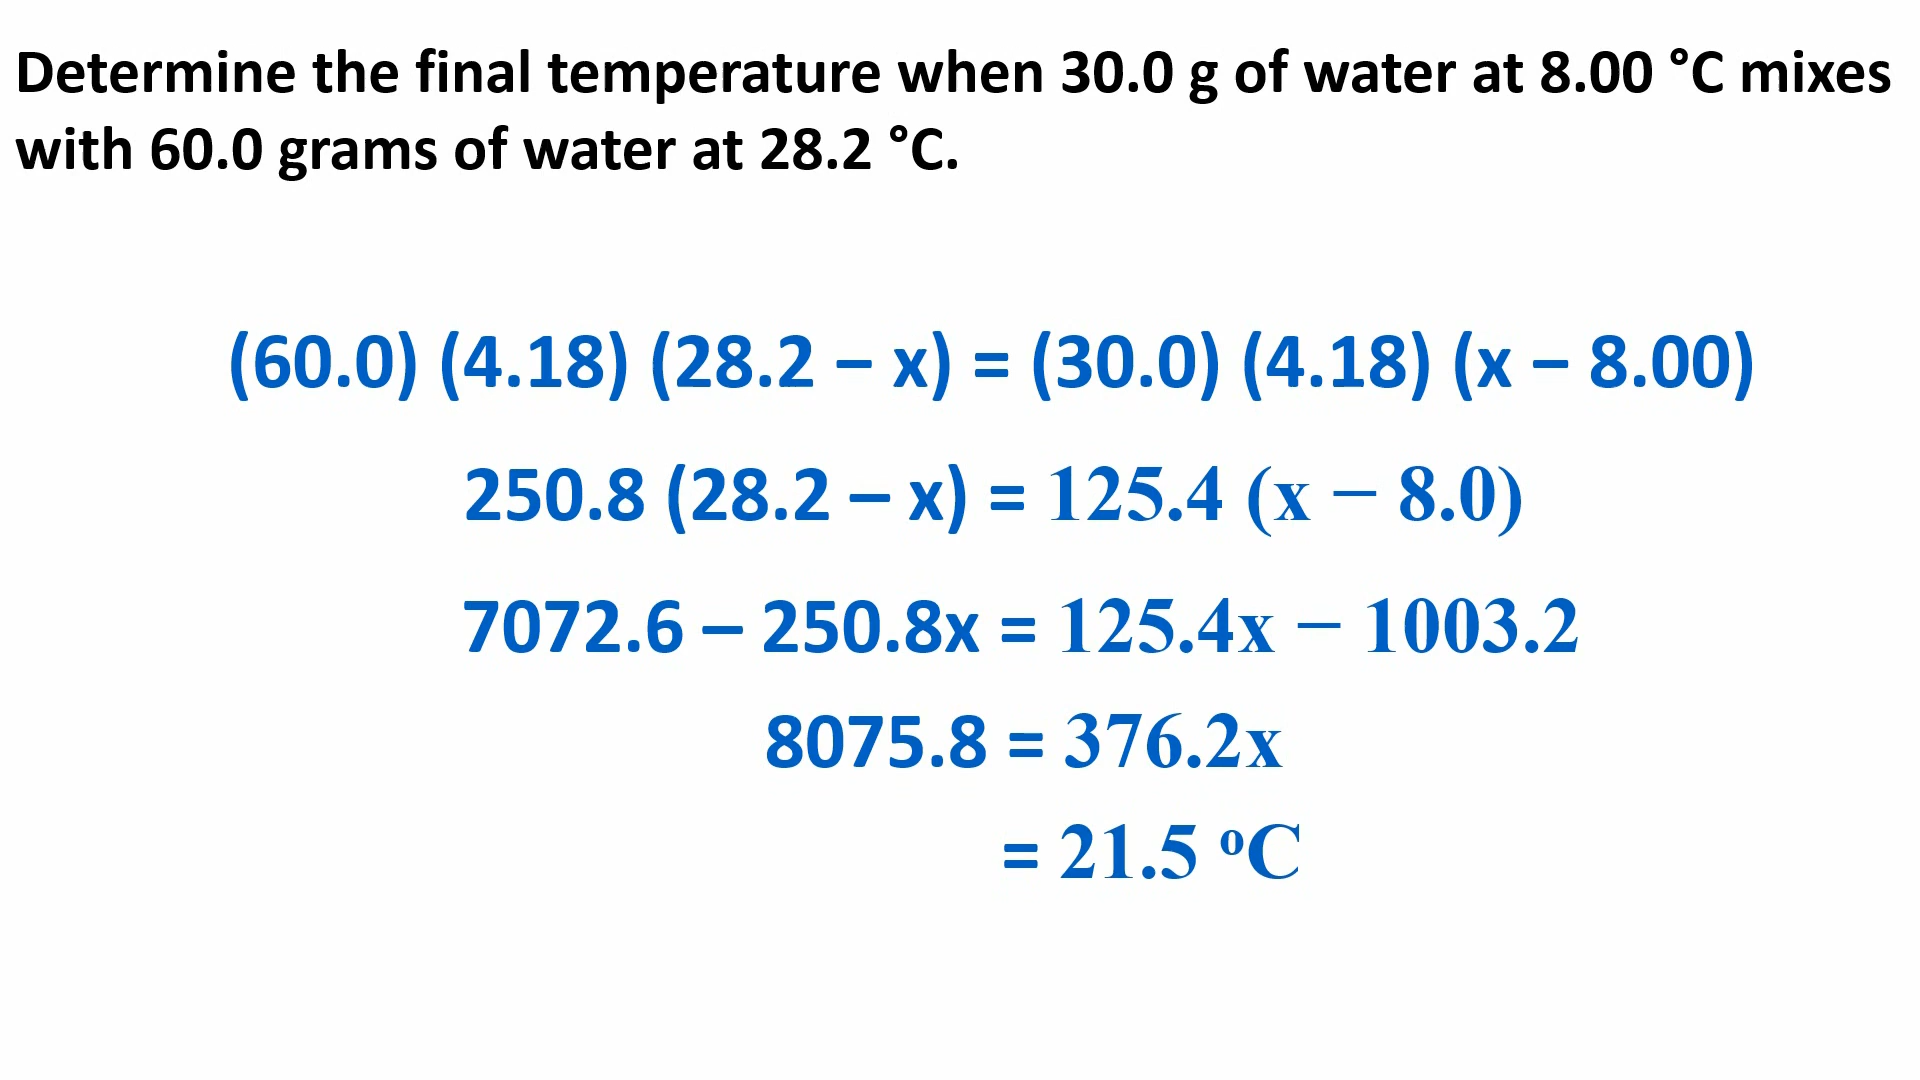 Determine the final temperature when 30.0 g of water at 8.00 °C mixes
with 60.0 grams of water at 28.2 °C.
(60.0) (4.18) (28.2 – x) = (30.0) (4.18) (x – 8.00)
250.8 (28.2 – x) = 125.4 (x – 8.0)
7072.6 – 250.8x = 125.4x – 1003.2
8075.8 = 376.2x
= 21.5 ºC